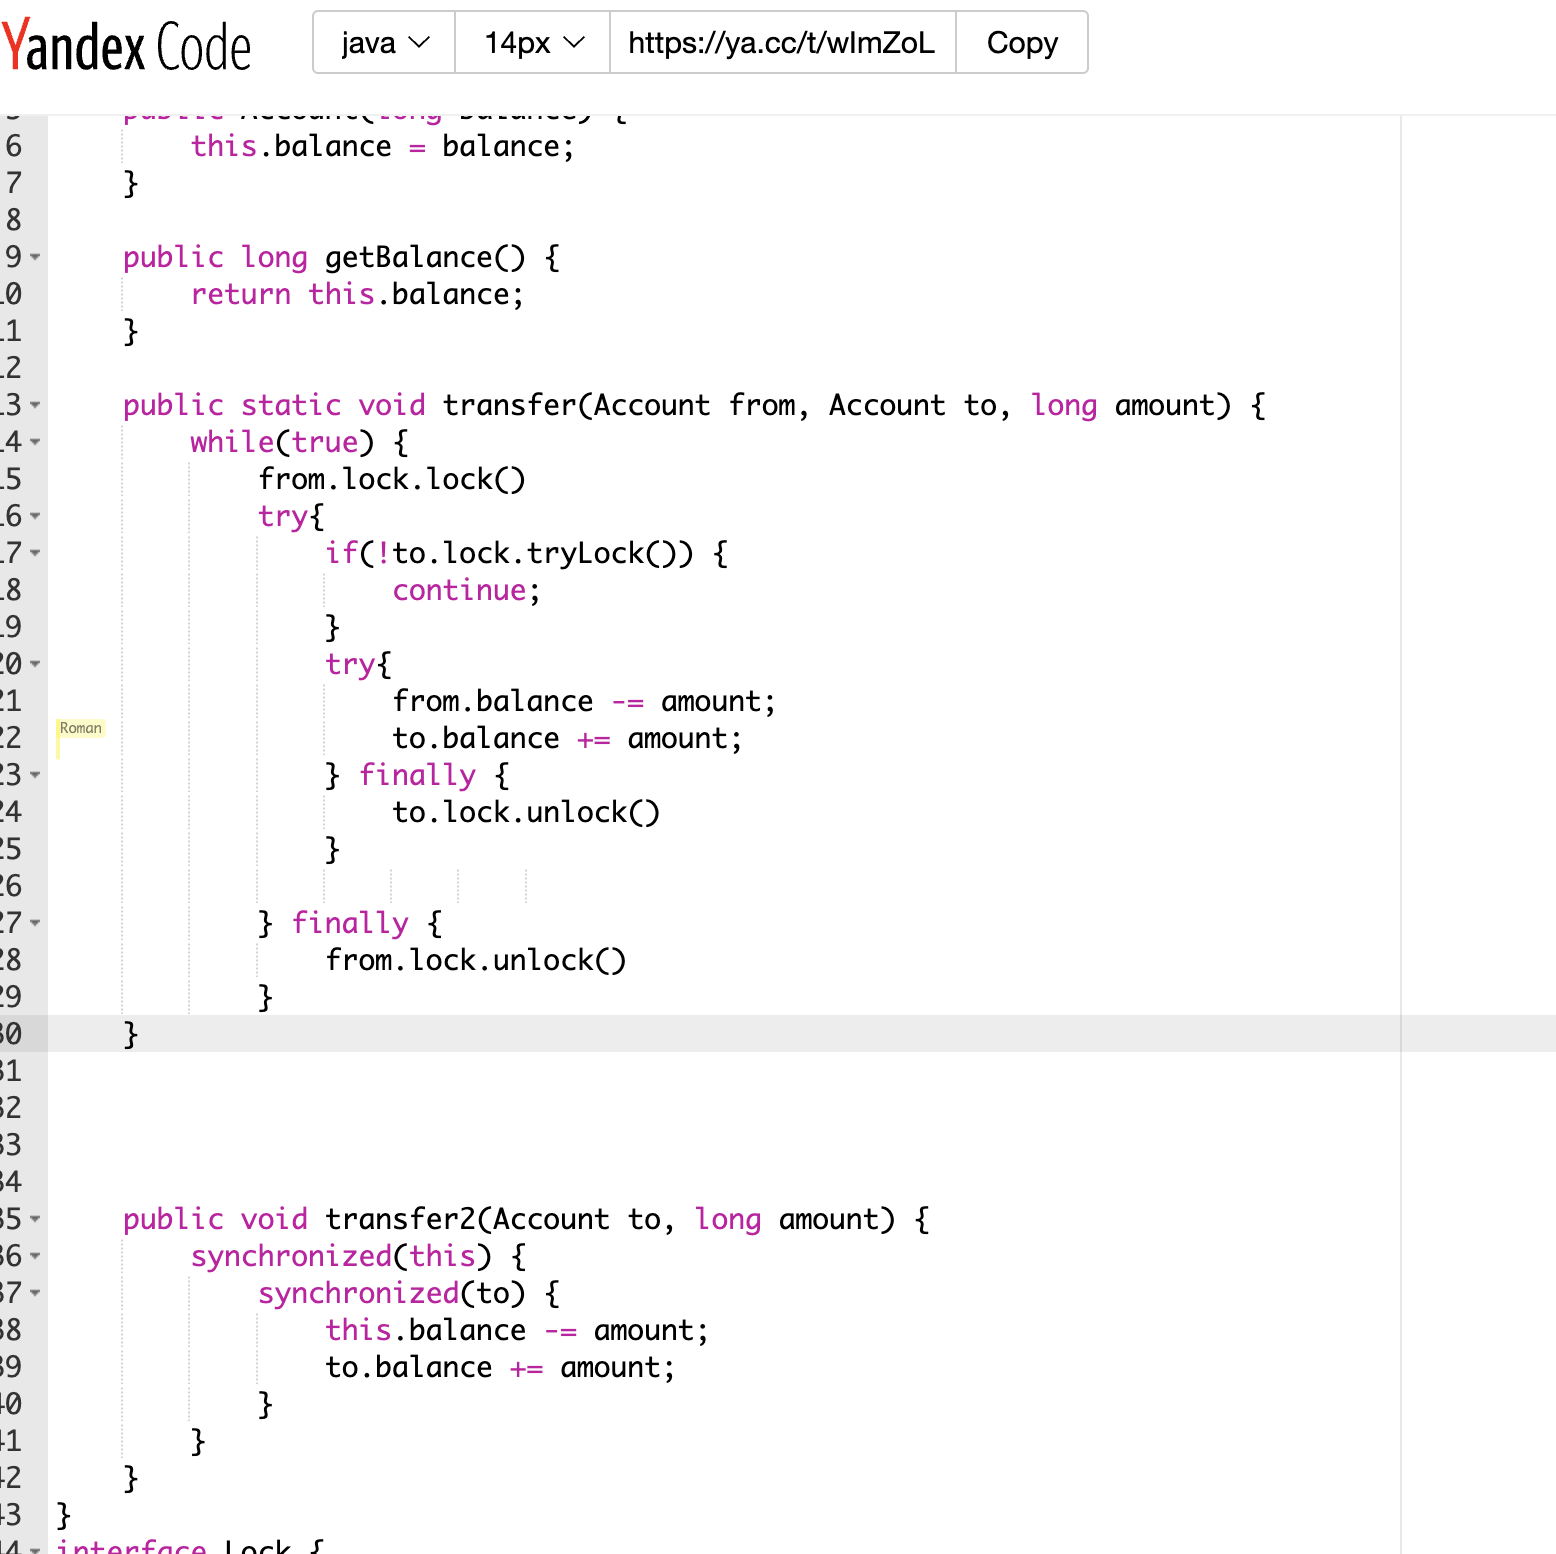 Yandex Code java 14px https://ya.cc/t/wImZoL Copy
public Account(long balance) {
6 this.balance = balance;
7 }
8
9 public long getBalance() {
10 return this.balance;
11 }
12
13 public static void transfer(Account from, Account to, long amount) {
14 while(true) {
15 from.lock.lock()
16 try{
17 if(!to.lock.tryLock()) {
18 continue;
19 }
20 try{
21 from.balance -= amount;
22 Roman to.balance += amount;
23 } finally {
24 to.lock.unlock()
25 }
26
27 } finally {
28 from.lock.unlock()
29 }
30 }
31
32
33
34
35 public void transfer2(Account to, long amount) {
36 synchronized(this) {
37 synchronized(to) {
38 this.balance -= amount;
39 to.balance += amount;
40 }
41 }
42 }
43 }
44 interface Lock {